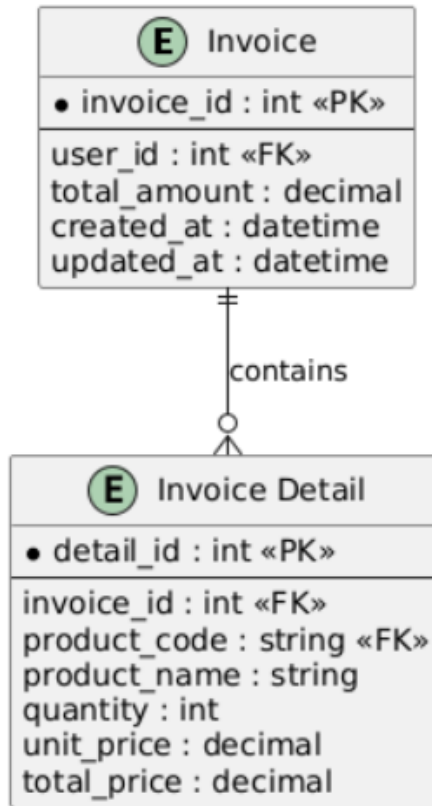 E Invoice
• invoice_id : int «PK»
user_id : int «FK»
total_amount : decimal
created_at : datetime
updated_at : datetime
contains
E Invoice Detail
• detail_id : int «PK»
invoice_id : int «FK»
product_code : string «FK»
product_name : string
quantity : int
unit_price : decimal
total_price : decimal